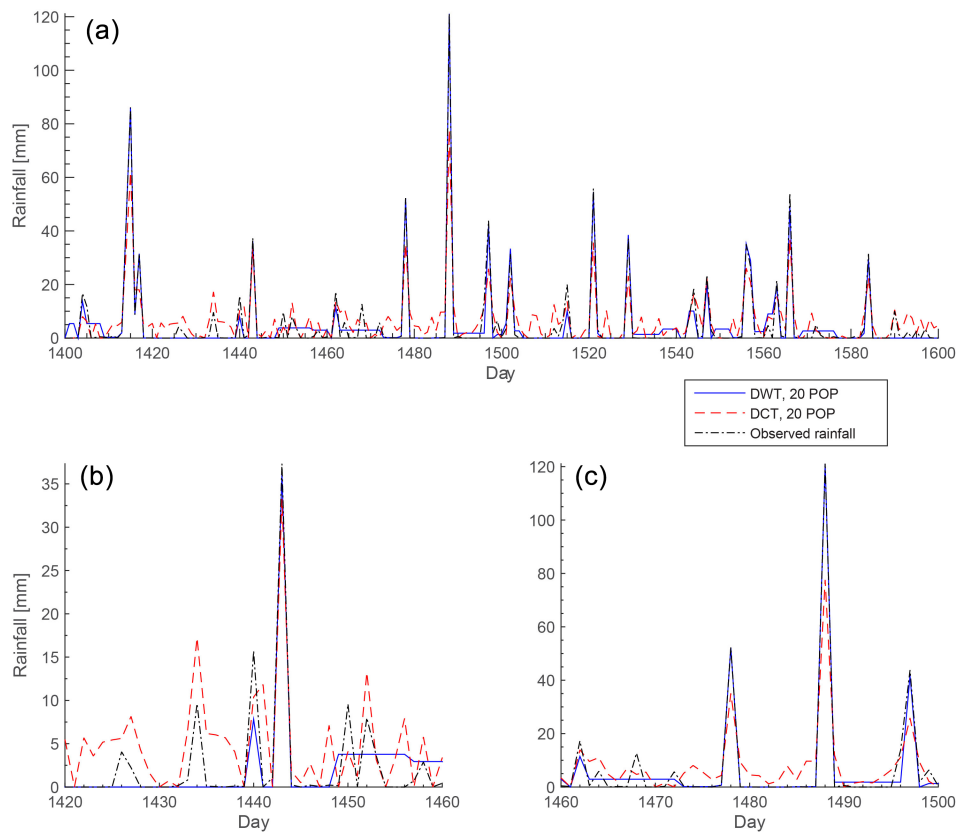 (a)
Rainfall [mm]
120
100
80
60
40
20
0
1400 1420 1440 1460 1480 1500 1520 1540 1560 1580 1600
Day
DWT, 20 POP
DCT, 20 POP
Observed rainfall
(b)
Rainfall [mm]
35
30
25
20
15
10
5
0
1420 1430 1440 1450 1460
Day
(c)
120
100
80
60
40
20
0
1460 1470 1480 1490 1500
Day